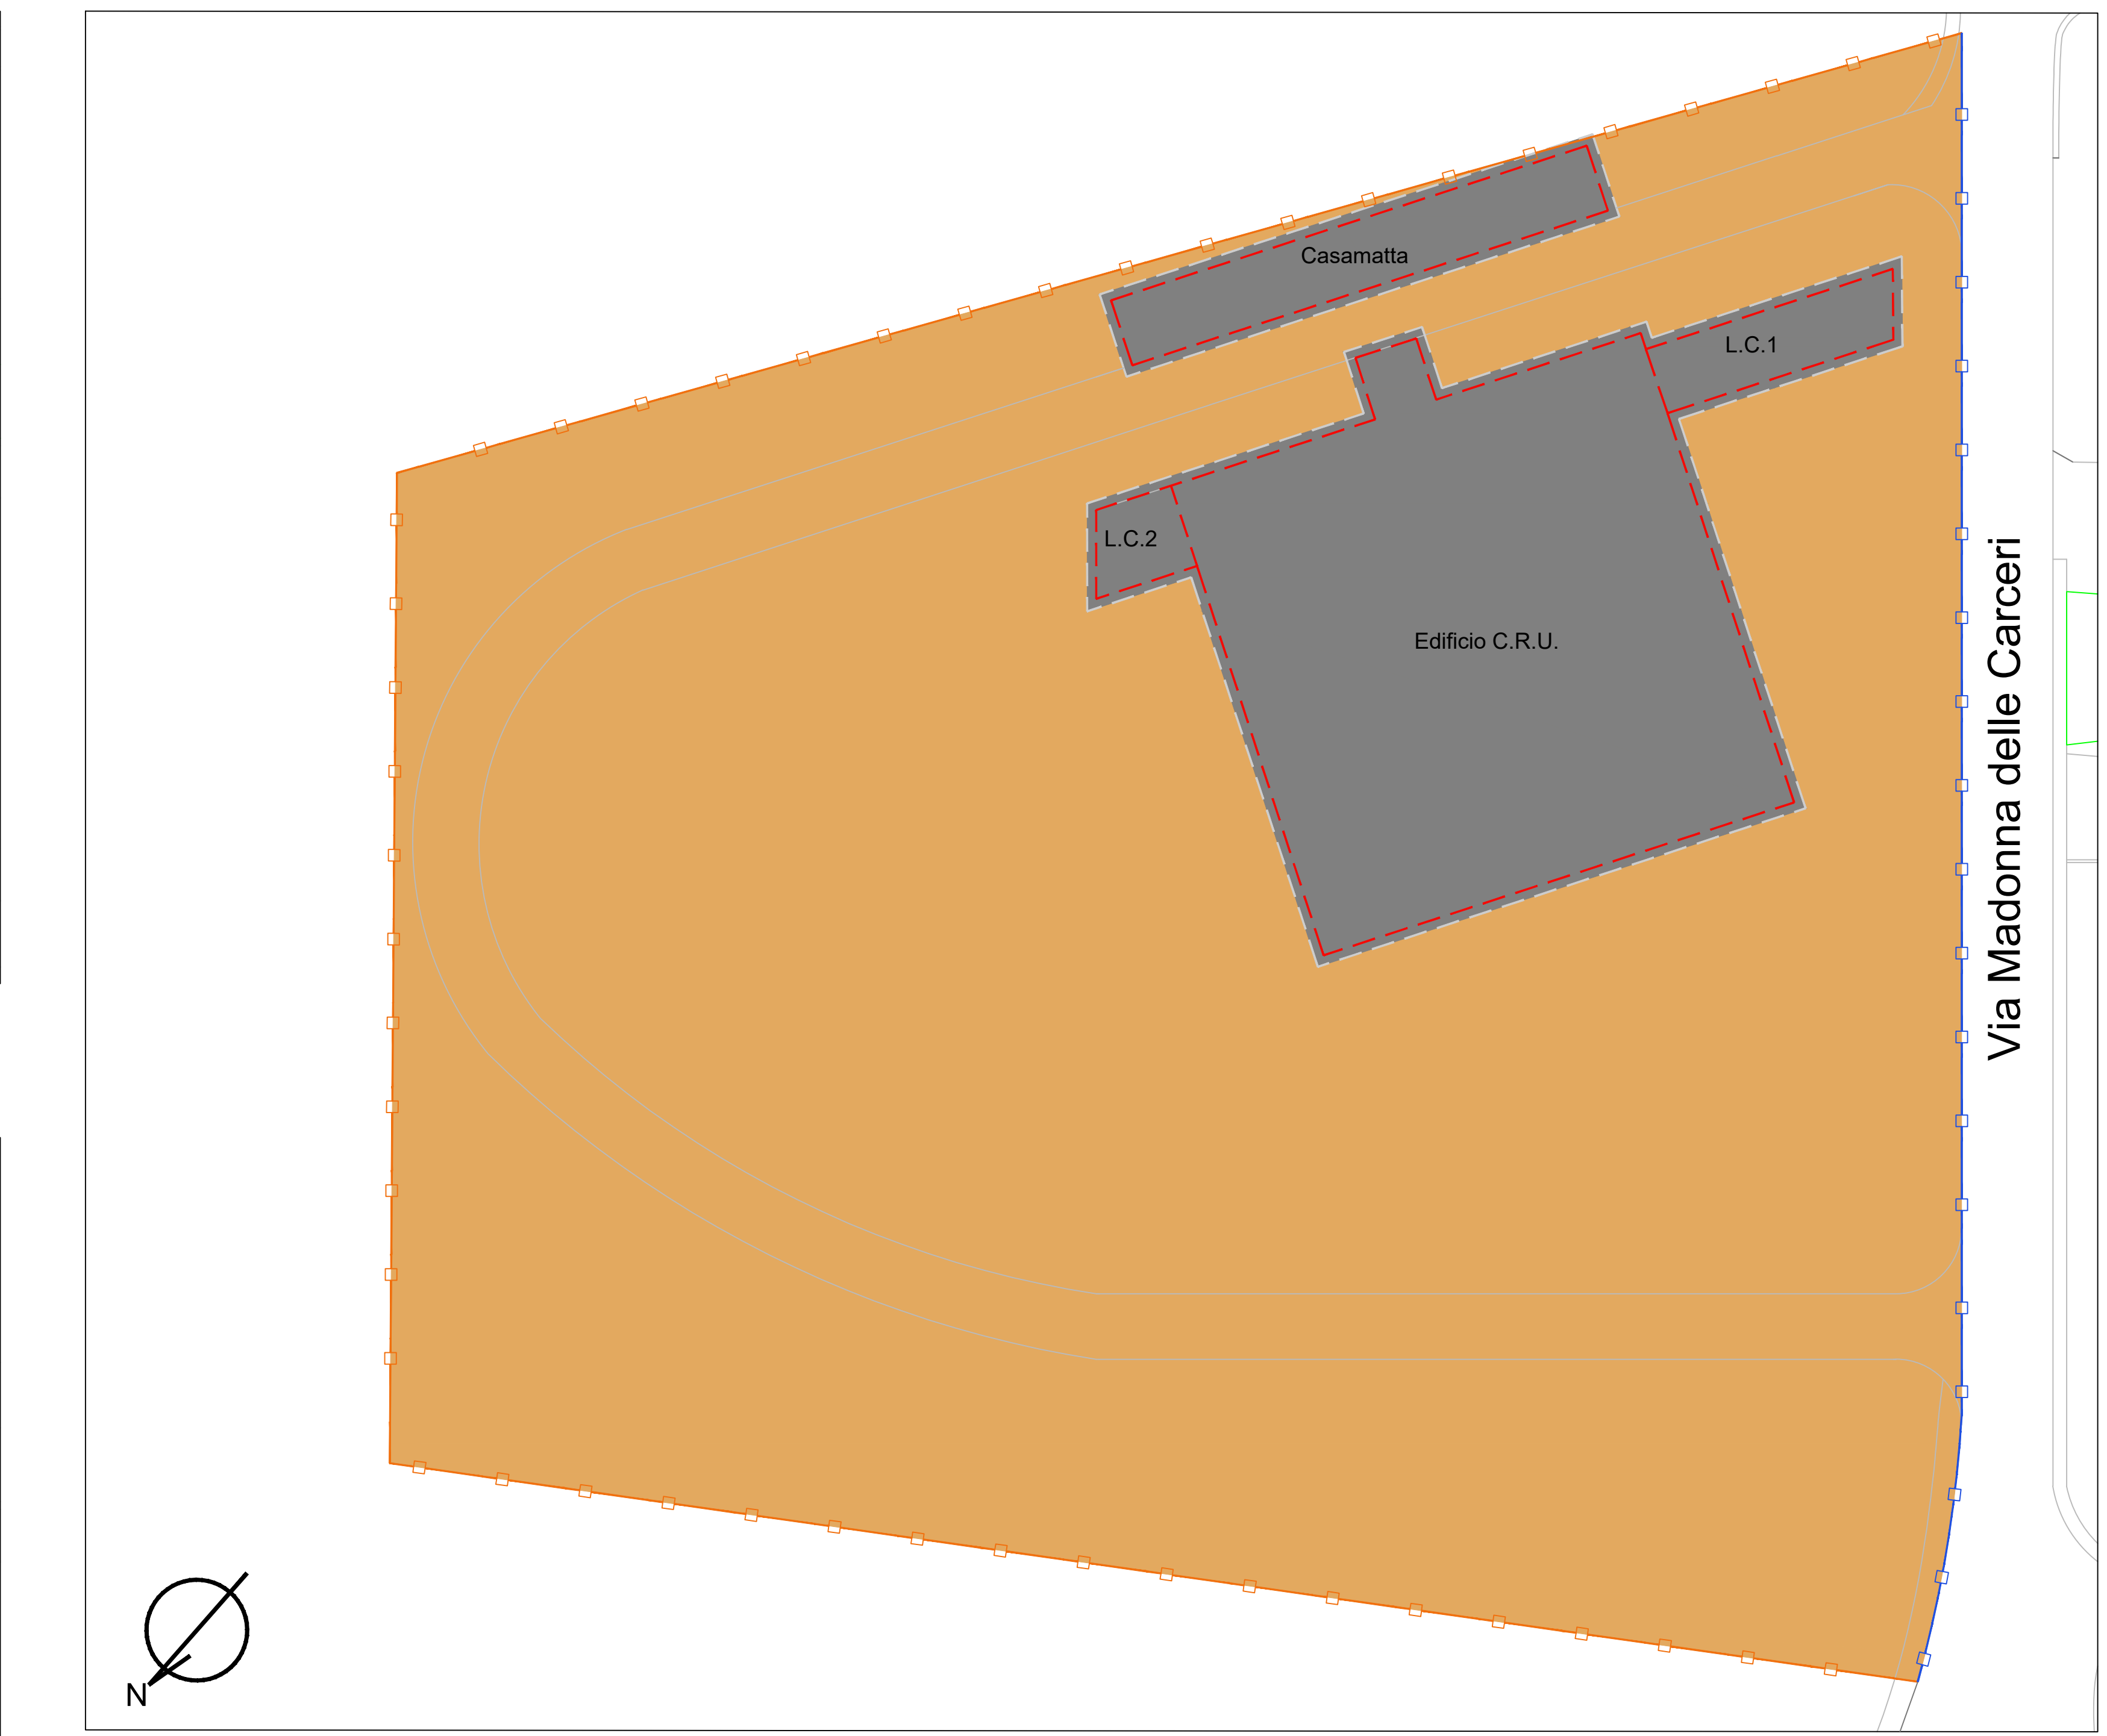 Casamatta
L.C.1
L.C.2
Edificio C.R.U.
Via Madonna delle Carceri
N